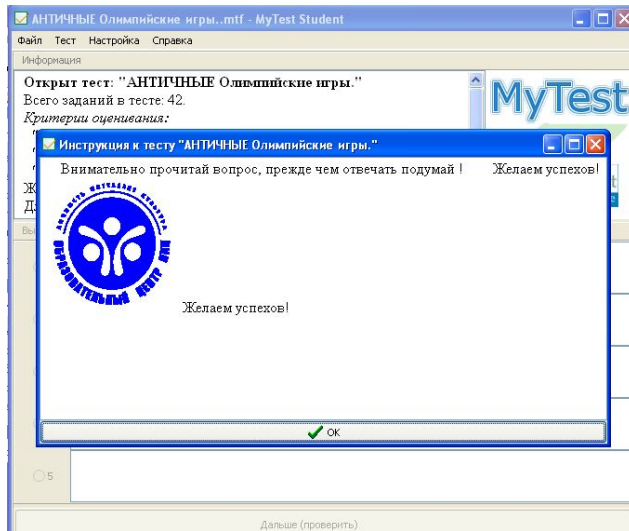 АНТИЧНЫЕ Олимпийские игры..mtf - MyTest Student
Файл Тест Настройка Справка
Информация
Открыт тест: "АНТИЧНЫЕ Олимпийские игры."
Всего заданий в тесте: 42.
Критерии оценивания:
MyTest
Инструкция к тесту "АНТИЧНЫЕ Олимпийские игры."
Внимательно прочитай вопрос, прежде чем отвечать подумай ! Желаем успехов!
ОБРАЗОВАТЕЛЬНЫЙ ЦЕНТР
Желаем успехов!
OK
5
Дальше (проверить)